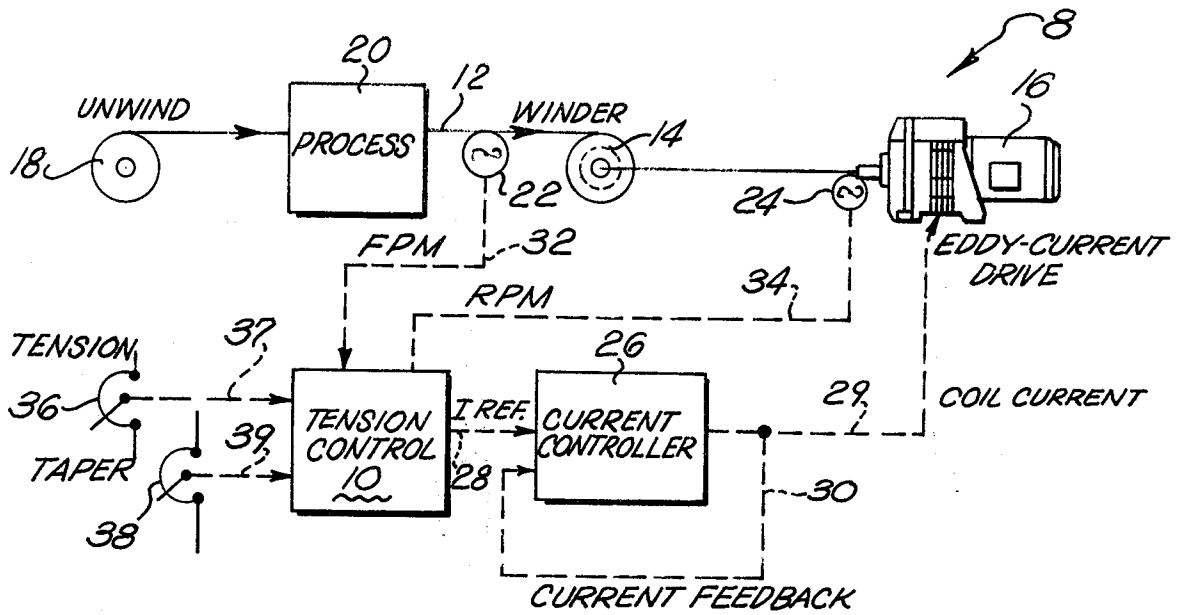 8
20
12
16
UNWIND
WINDER
14
PROCESS
18
22
24
FPM
32
EDDY-CURRENT
DRIVE
RPM
34
TENSION
37
26
36
TENSION
CONTROL
10
I REF.
28
CURRENT
CONTROLLER
29
COIL CURRENT
TAPER
39
30
38
CURRENT FEEDBACK